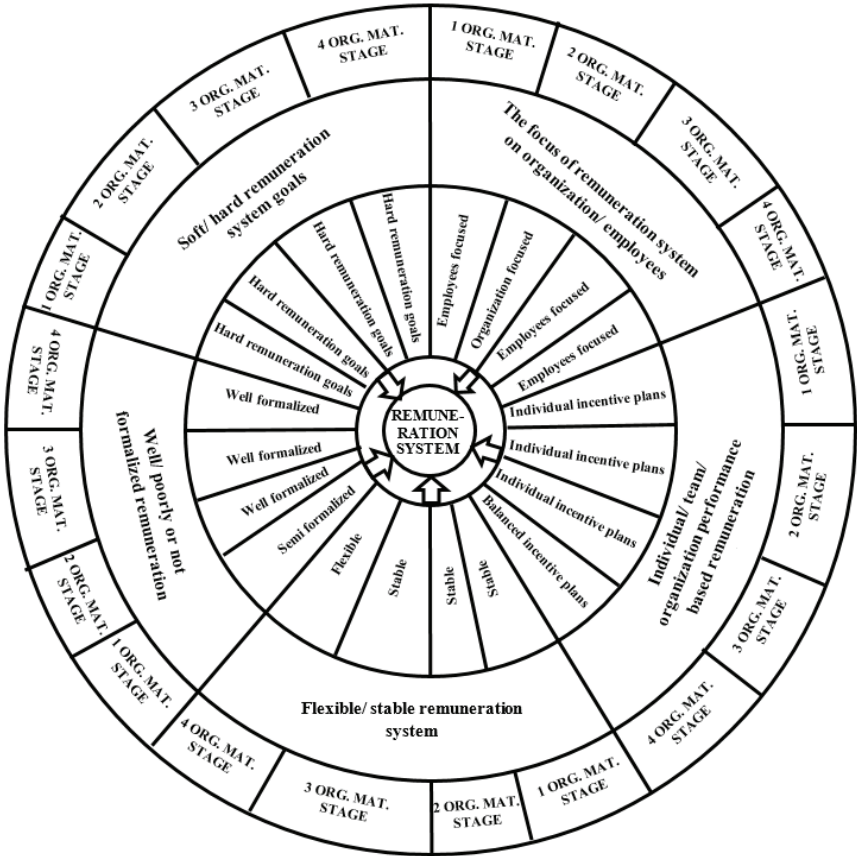 1 ORG. MAT.
STAGE
2 ORG. MAT.
STAGE
3 ORG. MAT.
STAGE
4 ORG. MAT.
STAGE
1 ORG. MAT.
STAGE
2 ORG. MAT.
STAGE
3 ORG. MAT.
STAGE
4 ORG. MAT.
STAGE
1 ORG. MAT.
STAGE
2 ORG. MAT.
STAGE
3 ORG. MAT.
STAGE
4 ORG. MAT.
STAGE
1 ORG. MAT.
STAGE
2 ORG. MAT.
STAGE
3 ORG. MAT.
STAGE
4 ORG. MAT.
STAGE
1 ORG. MAT.
STAGE
2 ORG. MAT.
STAGE
3 ORG. MAT.
STAGE
4 ORG. MAT.
STAGE
The focus of remuneration system
on organization/ employees
Individual/ team/
organization performance
based remuneration
Flexible/ stable remuneration
system
Well/ poorly or not
formalized remuneration
Soft/ hard remuneration
system goals
Employees focused
Organization focused
Employees focused
Employees focused
Individual incentive plans
Individual incentive plans
Individual incentive plans
Balanced incentive plans
Stable
Stable
Stable
Flexible
Semi formalized
Well formalized
Well formalized
Well formalized
Hard remuneration goals
Hard remuneration goals
Hard remuneration goals
Hard remuneration goals
REMUNE-
RATION
SYSTEM